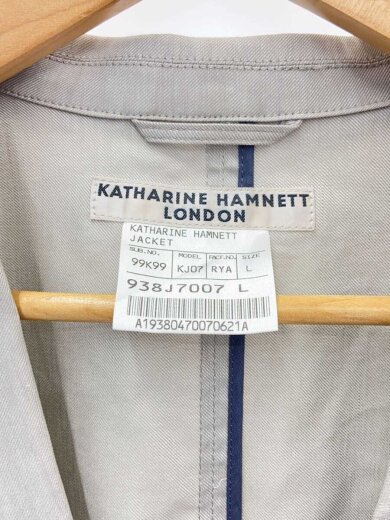 KATHARINE HAMNETT
LONDON
KATHARINE HAMNETT
JACKET
SUB.NO. MODEL FACT.NO. SIZE
99K99 KJ07 RYA L
938J7007 L
A19380470070621A